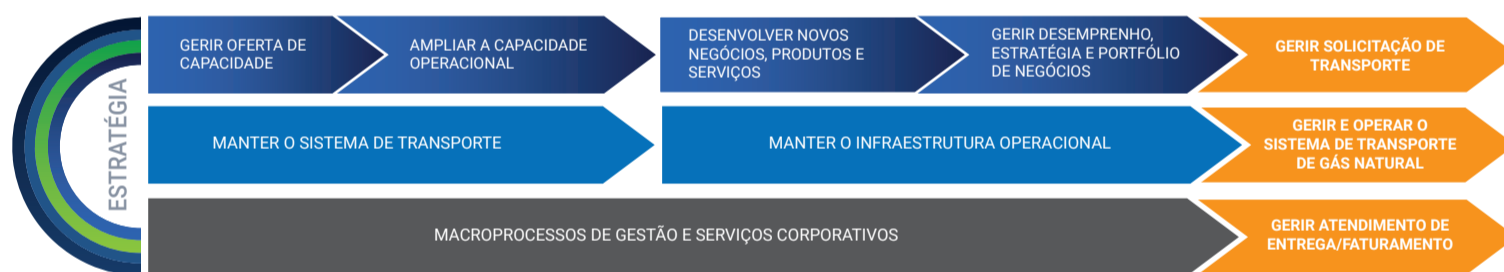 ESTRATÉGIA
GERIR OFERTA DE
CAPACIDADE
AMPLIAR A CAPACIDADE
OPERACIONAL
DESENVOLVER NOVOS
NEGÓCIOS, PRODUTOS E
SERVIÇOS
GERIR DESEMPRENHO,
ESTRATÉGIA E PORTFÓLIO
DE NEGÓCIOS
GERIR SOLICITAÇÃO DE
TRANSPORTE
MANTER O SISTEMA DE TRANSPORTE
MANTER O INFRAESTRUTURA OPERACIONAL
GERIR E OPERAR O
SISTEMA DE TRANSPORTE
DE GÁS NATURAL
MACROPROCESSOS DE GESTÃO E SERVIÇOS CORPORATIVOS
GERIR ATENDIMENTO DE
ENTREGA/FATURAMENTO